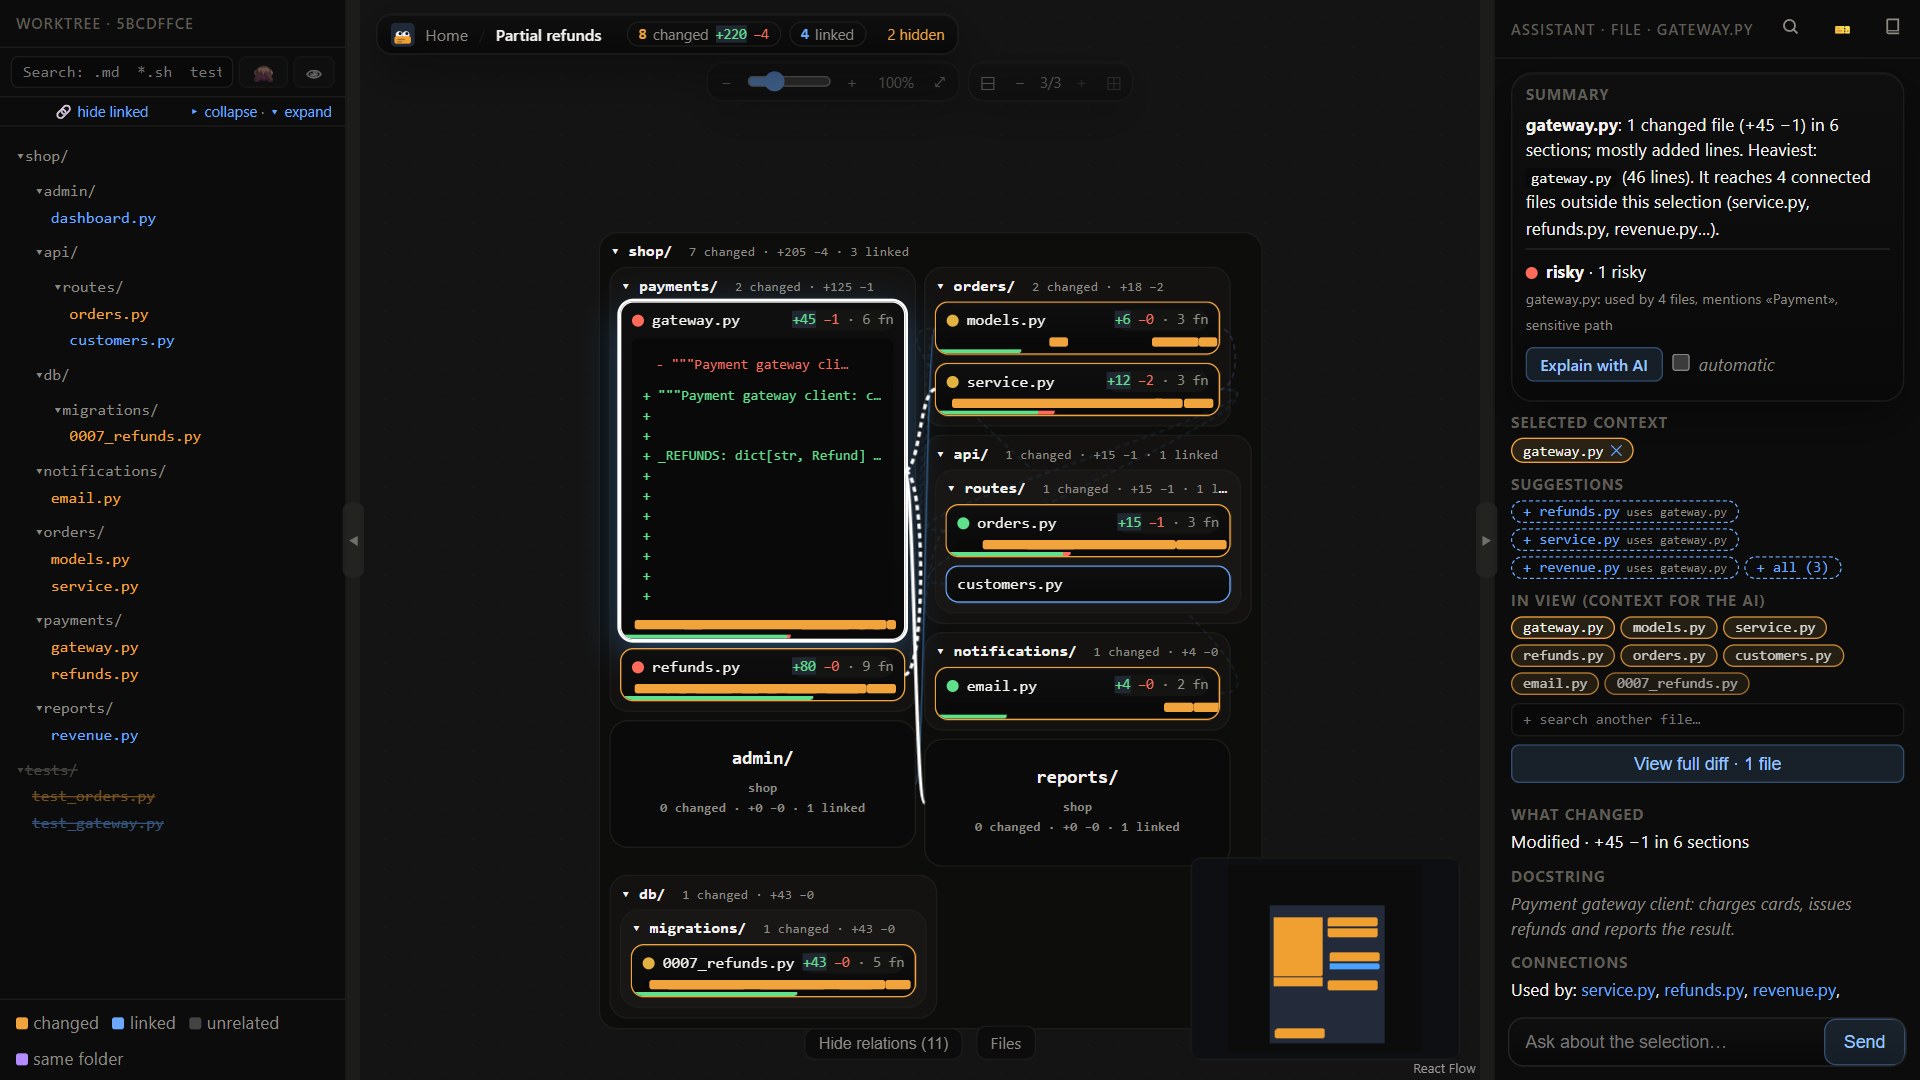 WORKTREE · 5BCDFFCE
Search: .md *.sh test
hide linked
▸ collapse · ▾ expand
▾shop/
▾admin/
dashboard.py
▾api/
▾routes/
orders.py
customers.py
▾db/
▾migrations/
0007_refunds.py
▾notifications/
email.py
▾orders/
models.py
service.py
▾payments/
gateway.py
refunds.py
▾reports/
revenue.py
▾tests/
test_orders.py
test_gateway.py
changed linked unrelated
same folder
Home / Partial refunds 8 changed +220 −4 4 linked 2 hidden
− + 100% − 3/3 +
▾ shop/ 7 changed · +205 −4 · 3 linked
▾ payments/ 2 changed · +125 −1
gateway.py +45 −1 · 6 fn
- """Payment gateway cli…
+ """Payment gateway client: c…
+
+
+ _REFUNDS: dict[str, Refund] …
+
+
+
+
+
+
+
refunds.py +80 −0 · 9 fn
admin/
shop
0 changed · +0 −0 · 1 linked
▾ db/ 1 changed · +43 −0
▾ migrations/ 1 changed · +43 −0
0007_refunds.py +43 −0 · 5 fn
▾ orders/ 2 changed · +18 −2
models.py +6 −0 · 3 fn
service.py +12 −2 · 3 fn
▾ api/ 1 changed · +15 −1 · 1 linked
▾ routes/ 1 changed · +15 −1 · 1 l…
orders.py +15 −1 · 3 fn
customers.py
▾ notifications/ 1 changed · +4 −0
email.py +4 −0 · 2 fn
reports/
shop
0 changed · +0 −0 · 1 linked
Hide relations (11) Files
React Flow
ASSISTANT · FILE · GATEWAY.PY
SUMMARY
gateway.py: 1 changed file (+45 −1) in 6
sections; mostly added lines. Heaviest:
gateway.py (46 lines). It reaches 4 connected
files outside this selection (service.py,
refunds.py, revenue.py…).
risky · 1 risky
gateway.py: used by 4 files, mentions «Payment»,
sensitive path
Explain with AI automatic
SELECTED CONTEXT
gateway.py ×
SUGGESTIONS
+ refunds.py uses gateway.py
+ service.py uses gateway.py
+ revenue.py uses gateway.py + all (3)
IN VIEW (CONTEXT FOR THE AI)
gateway.py models.py service.py
refunds.py orders.py customers.py
email.py 0007_refunds.py
+ search another file…
View full diff · 1 file
WHAT CHANGED
Modified · +45 −1 in 6 sections
DOCSTRING
Payment gateway client: charges cards, issues
refunds and reports the result.
CONNECTIONS
Used by: service.py, refunds.py, revenue.py,
Ask about the selection… Send